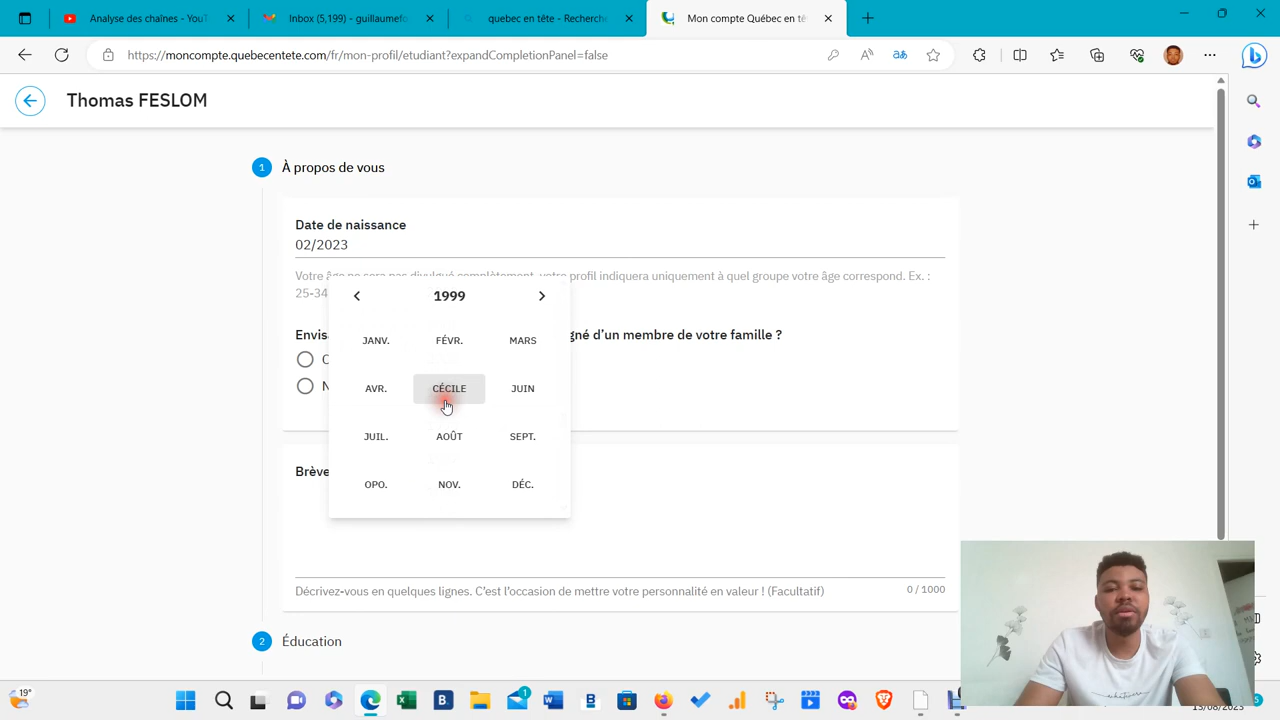 Analyse des chaînes - YouT
Inbox (5,199) - guillaumefo
quebec en tête - Recherche
Mon compte Québec en tê
https://moncompte.quebecentete.com/fr/mon-profil/etudiant?expandCompletionPanel=false
Thomas FESLOM
1 À propos de vous
Date de naissance
02/2023
Votre âge ne sera pas divulgué complètement, votre profil indiquera uniquement à quel groupe votre âge correspond. Ex. :
25-34
1999
Envis
gné d’un membre de votre famille ?
JANV. FÉVR. MARS
AVR. CÉCILE JUIN
JUIL. AOÛT SEPT.
OPO. NOV. DÉC.
Brève
Décrivez-vous en quelques lignes. C’est l’occasion de mettre votre personnalité en valeur ! (Facultatif)
0 / 1000
2 Éducation
19°
1
15/08/2023